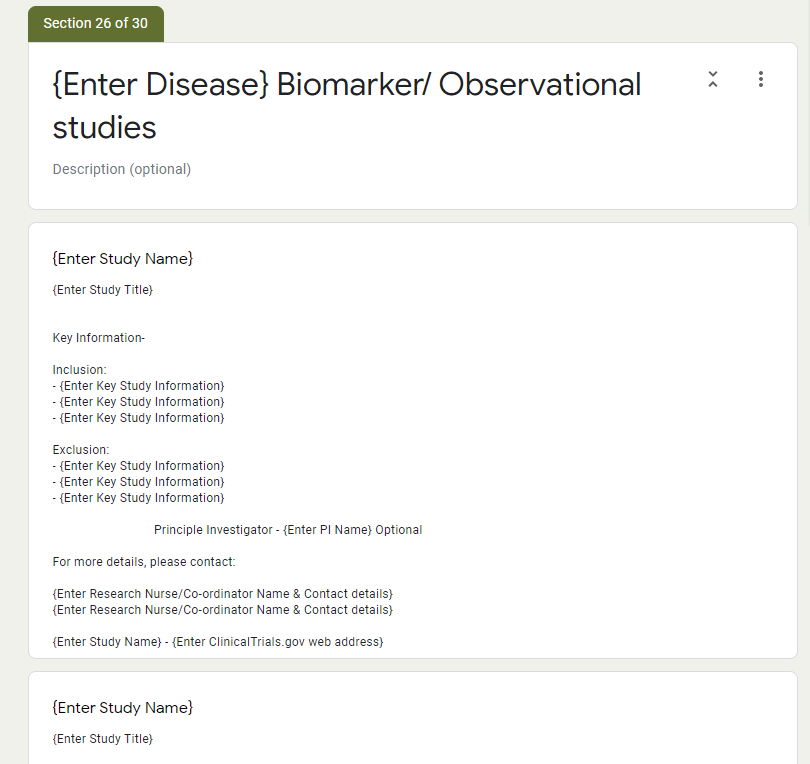 Section 26 of 30
{Enter Disease} Biomarker/ Observational
studies
Description (optional)
{Enter Study Name}
{Enter Study Title}
Key Information-
Inclusion:
- {Enter Key Study Information}
- {Enter Key Study Information}
- {Enter Key Study Information}
Exclusion:
- {Enter Key Study Information}
- {Enter Key Study Information}
- {Enter Key Study Information}
Principle Investigator - {Enter PI Name} Optional
For more details, please contact:
{Enter Research Nurse/Co-ordinator Name & Contact details}
{Enter Research Nurse/Co-ordinator Name & Contact details}
{Enter Study Name} - {Enter ClinicalTrials.gov web address}
{Enter Study Name}
{Enter Study Title}